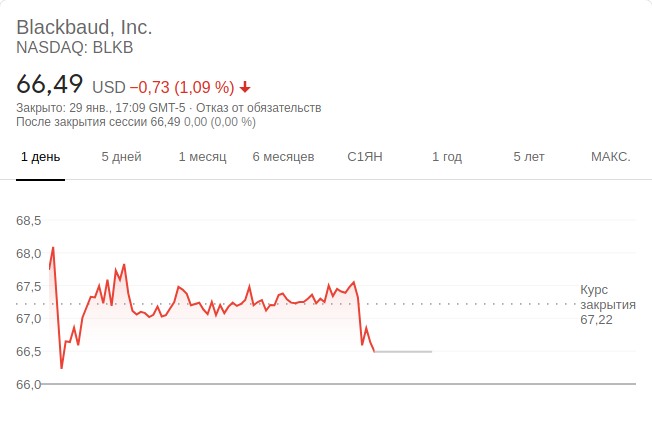 Blackbaud, Inc.
NASDAQ: BLKB
66,49 USD −0,73 (1,09 %)
Закрыто: 29 янв., 17:09 GMT-5 · Отказ от обязательств
После закрытия сессии 66,49 0,00 (0,00 %)
1 день 5 дней 1 месяц 6 месяцев С1ЯН 1 год 5 лет МАКС.
68,5
68,0
67,5
67,0
66,5
66,0
Курс
закрытия
67,22